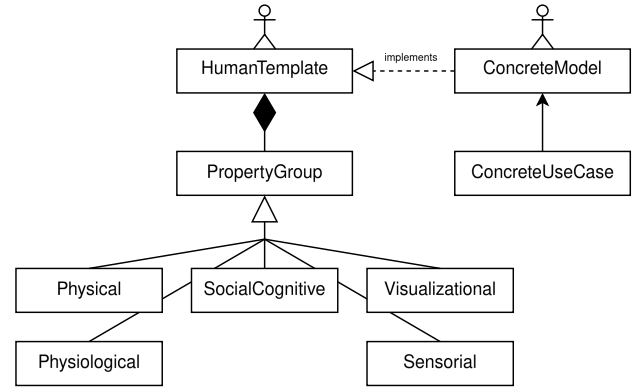 HumanTemplate
implements
ConcreteModel
PropertyGroup
ConcreteUseCase
Physical
SocialCognitive
Visualizational
Physiological
Sensorial